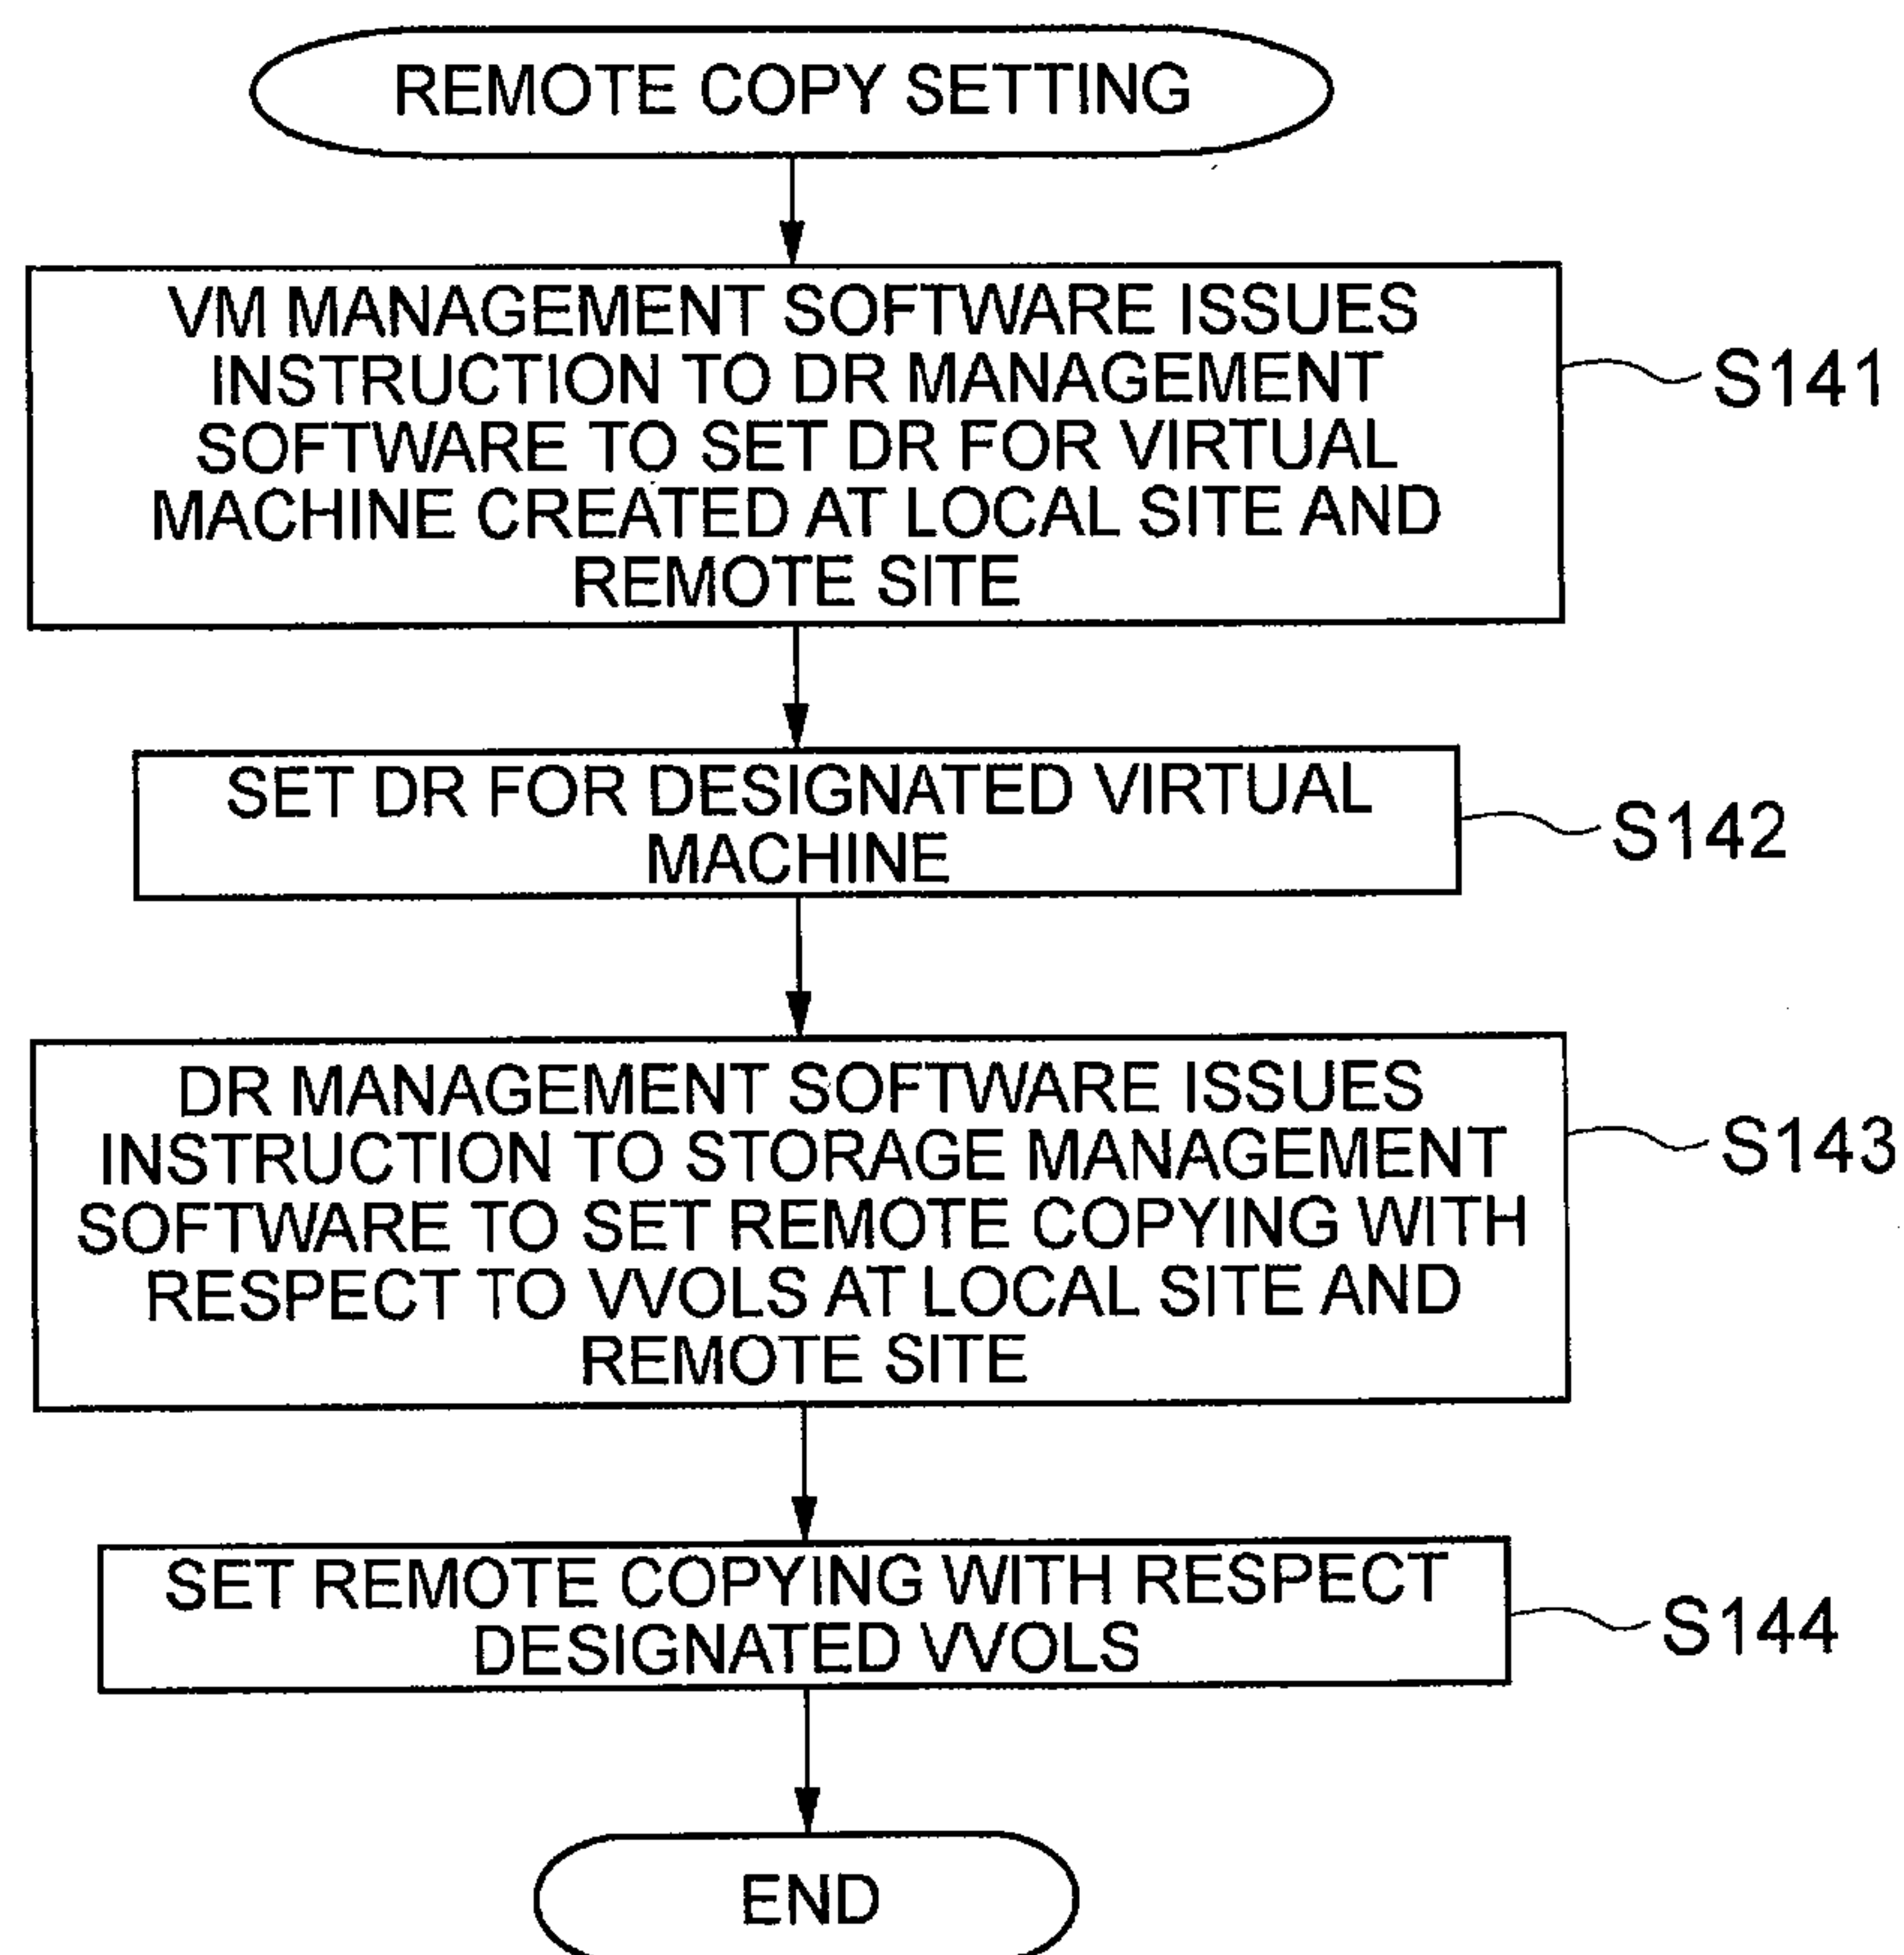 REMOTE COPY SETTING
VM MANAGEMENT SOFTWARE ISSUES
INSTRUCTION TO DR MANAGEMENT
SOFTWARE TO SET DR FOR VIRTUAL
MACHINE CREATED AT LOCAL SITE AND
REMOTE SITE
S141
SET DR FOR DESIGNATED VIRTUAL
MACHINE
S142
DR MANAGEMENT SOFTWARE ISSUES
INSTRUCTION TO STORAGE MANAGEMENT
SOFTWARE TO SET REMOTE COPYING WITH
RESPECT TO VVOLS AT LOCAL SITE AND
REMOTE SITE
S143
SET REMOTE COPYING WITH RESPECT
DESIGNATED VVOLS
S144
END